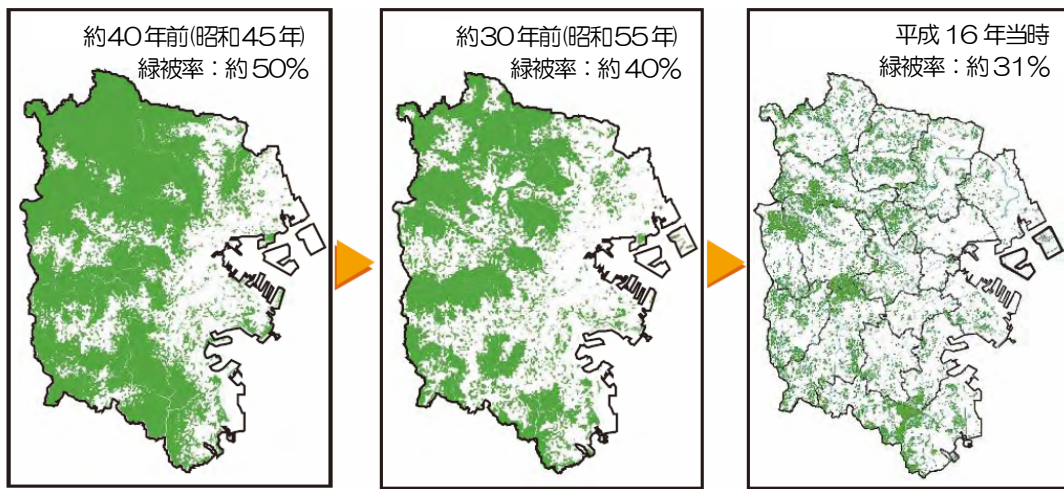 約40年前(昭和45年)
緑被率：約50%
約30年前(昭和55年)
緑被率：約40%
平成16年当時
緑被率：約31%